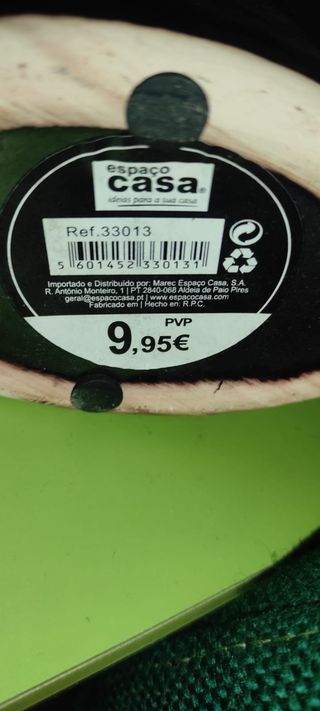 espaço
casa®
ideias para a sua casa
Ref.33013
5 601452 330131
Importado e Distribuído por: Marec Espaço Casa, S.A.
R. António Monteiro, 1 | PT 2840-068 Aldeia de Paio Pires
geral@espacocasa.pt | www.espacocasa.com
Fabricado em | Hecho en: R.P.C.
PVP
9,95€